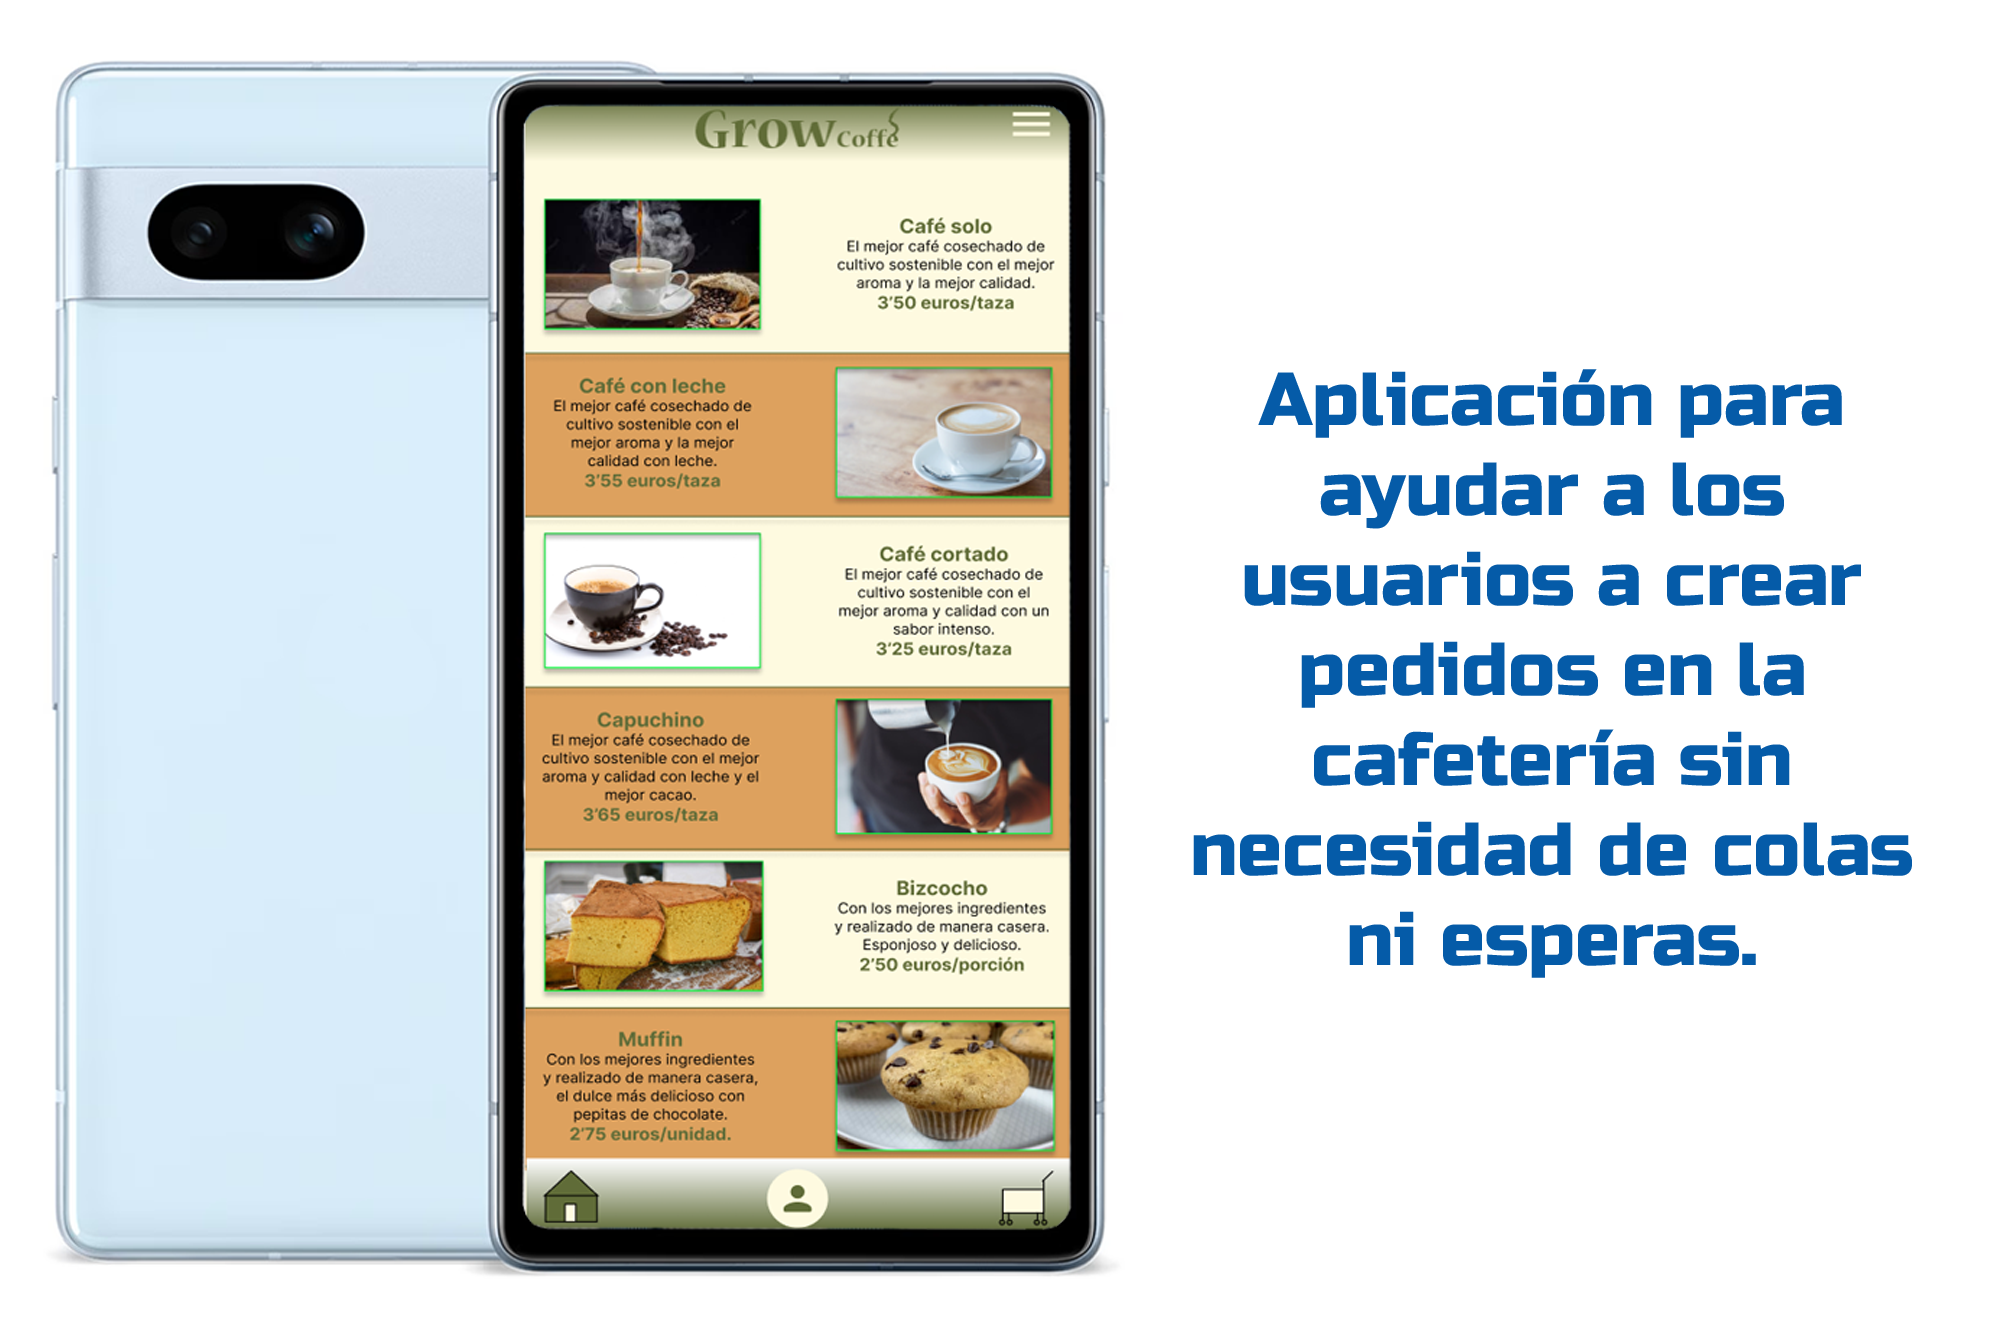 Grow Coffe
Café solo
El mejor café cosechado de
cultivo sostenible con el mejor
aroma y la mejor calidad.
3'50 euros/taza
Café con leche
El mejor café cosechado de
cultivo sostenible con el
mejor aroma y la mejor
calidad con leche.
3'55 euros/taza
Café cortado
El mejor café cosechado de
cultivo sostenible con el
mejor aroma y calidad con un
sabor intenso.
3'25 euros/taza
Capuchino
El mejor café cosechado de
cultivo sostenible con el mejor
aroma y calidad con leche y el
mejor cacao.
3'65 euros/taza
Bizcocho
Con los mejores ingredientes
y realizado de manera casera.
Esponjoso y delicioso.
2'50 euros/porción
Muffin
Con los mejores ingredientes
y realizado de manera casera,
el dulce más delicioso con
pepitas de chocolate.
2'75 euros/unidad.
Aplicación para
ayudar a los
usuarios a crear
pedidos en la
cafetería sin
necesidad de colas
ni esperas.